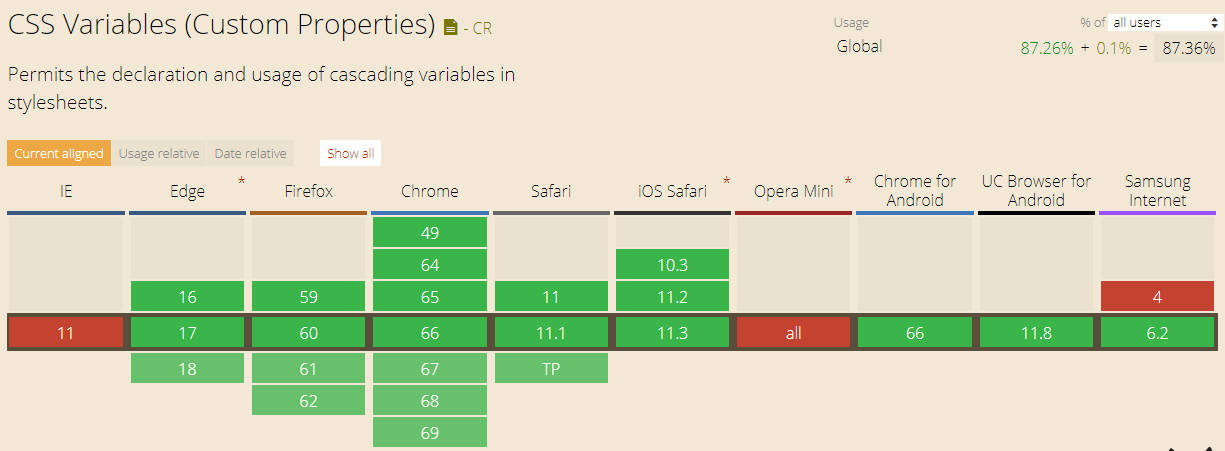 CSS Variables (Custom Properties) - CR
Usage % of all users
Global 87.26% + 0.1% = 87.36%
Permits the declaration and usage of cascading variables in
stylesheets.
Current aligned Usage relative Date relative Show all
IE Edge * Firefox Chrome Safari iOS Safari * Opera Mini * Chrome for Android UC Browser for Android Samsung Internet
49
64 10.3
16 59 65 11 11.2 4
11 17 60 66 11.1 11.3 all 66 11.8 6.2
18 61 67 TP
62 68
69